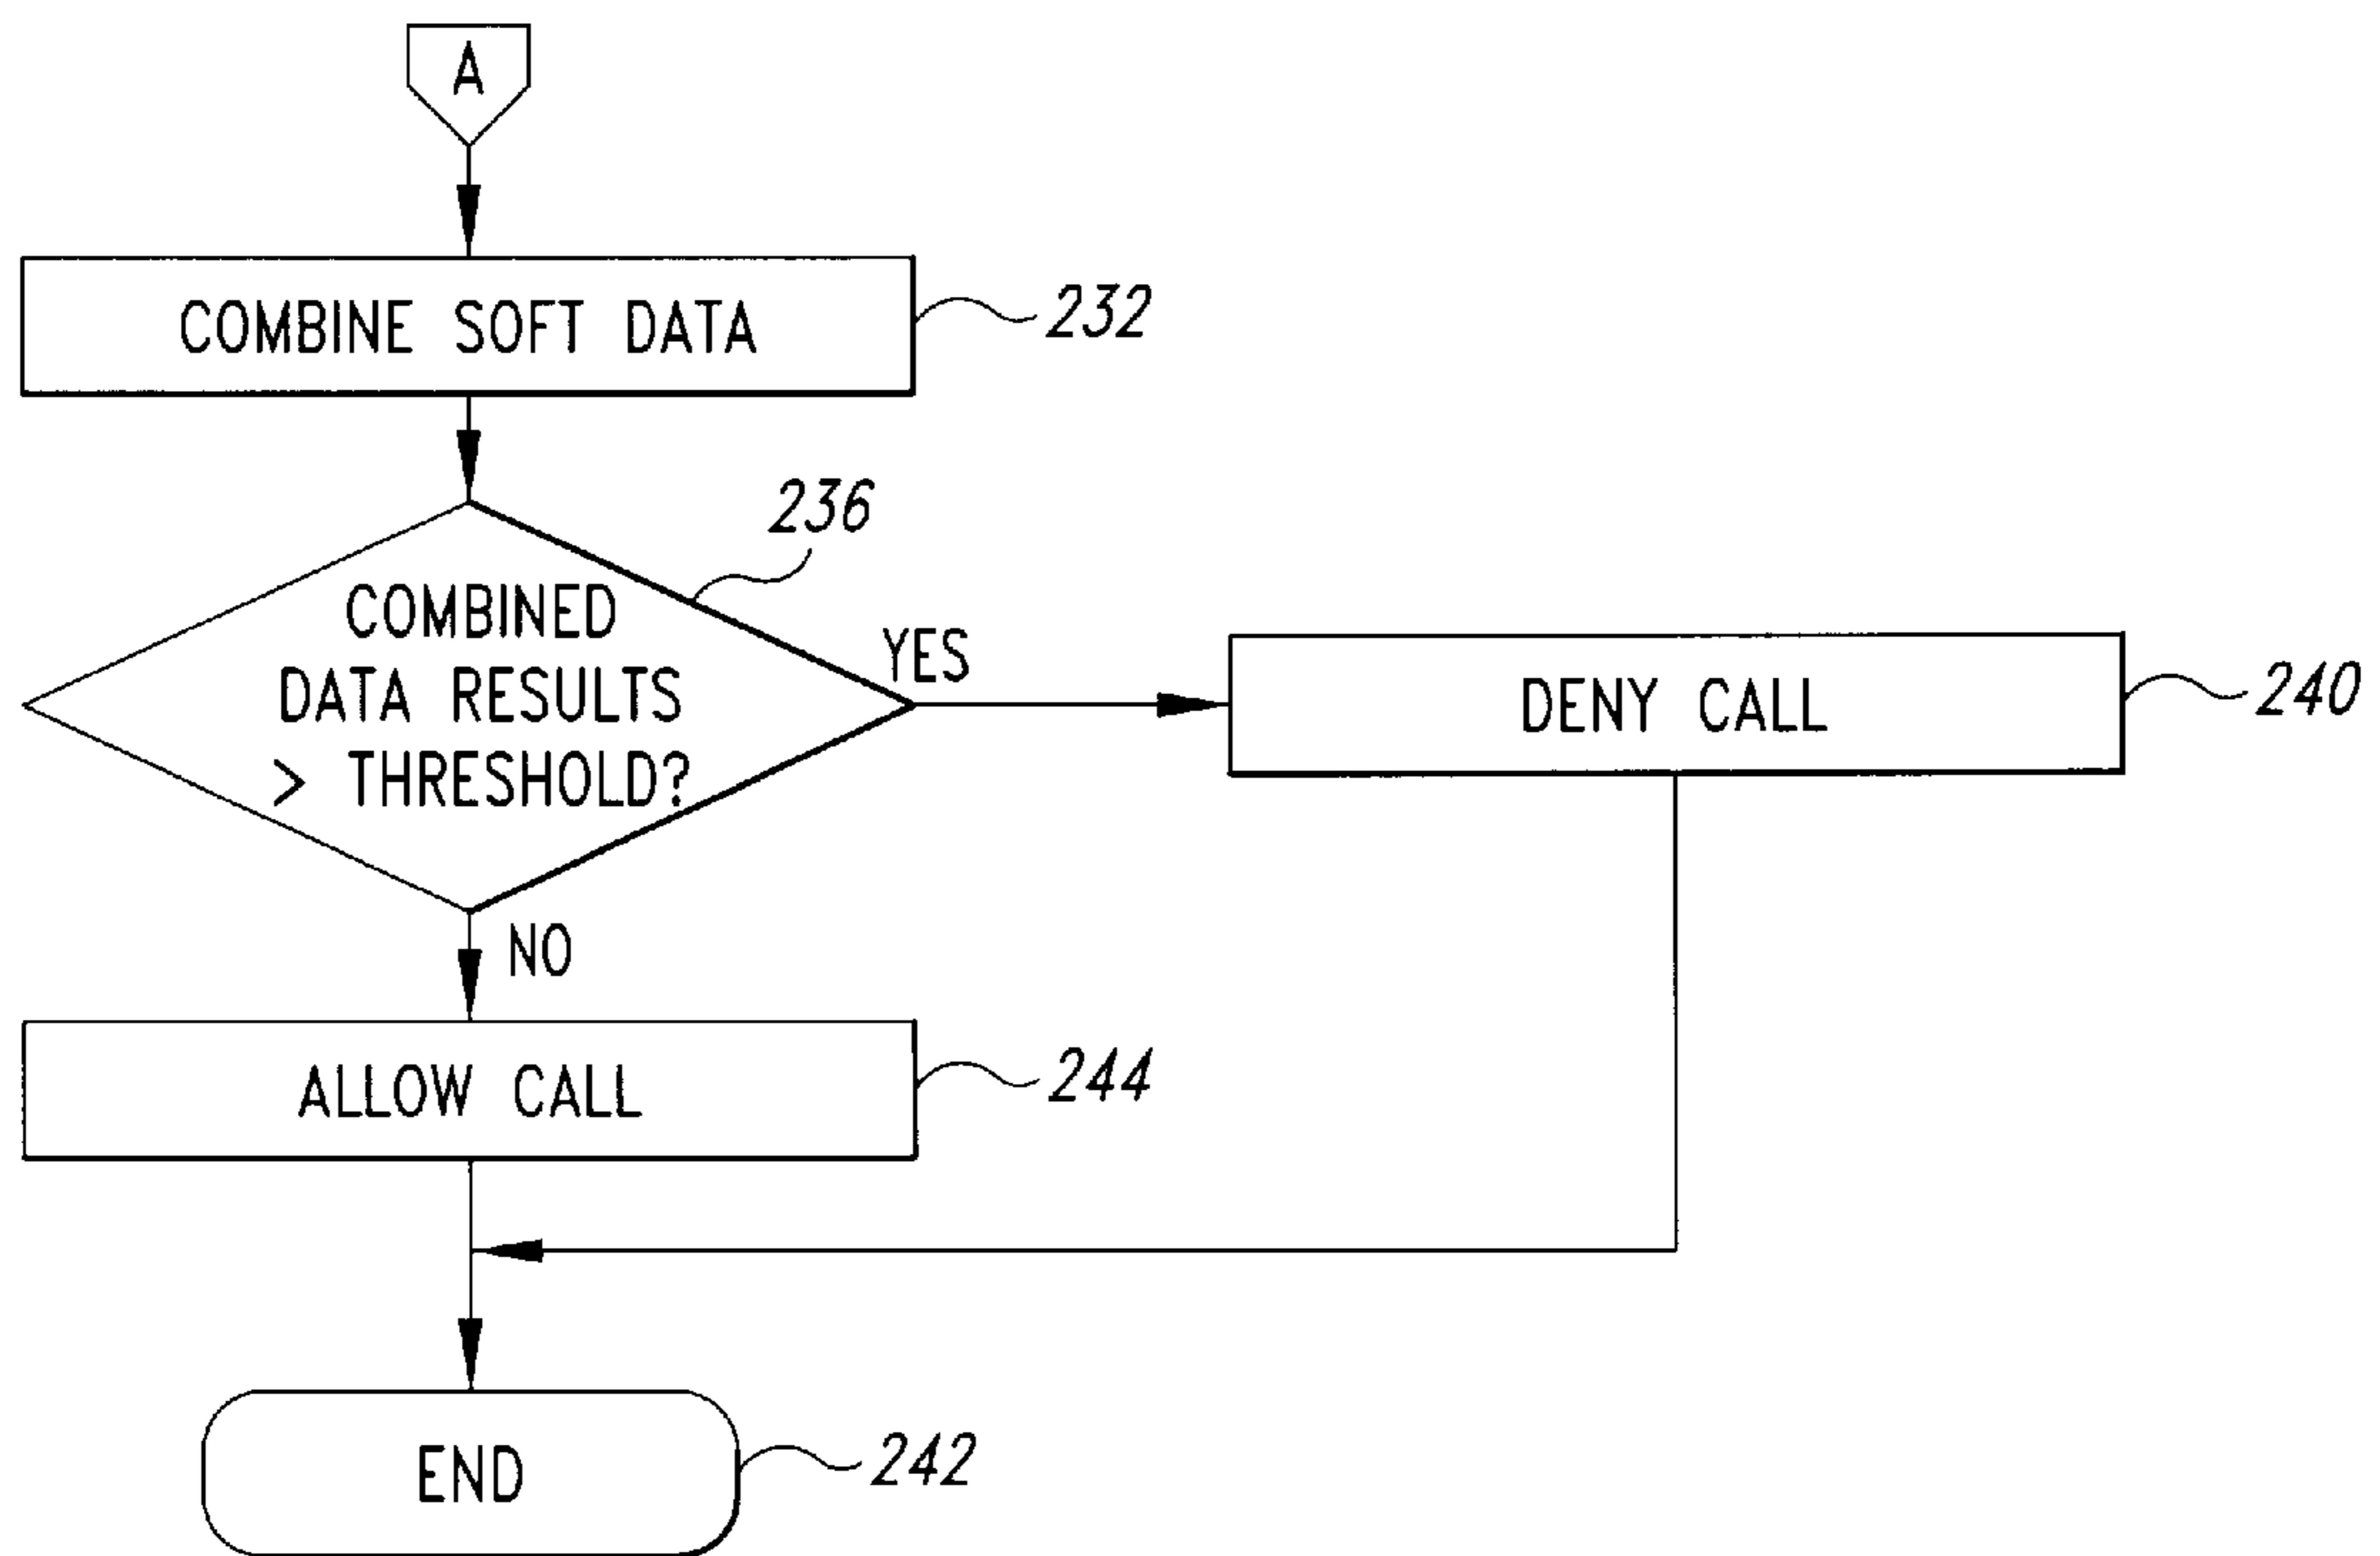 A
COMBINE SOFT DATA
232
236
COMBINED
DATA RESULTS
> THRESHOLD?
YES
DENY CALL
240
NO
ALLOW CALL
244
END
242